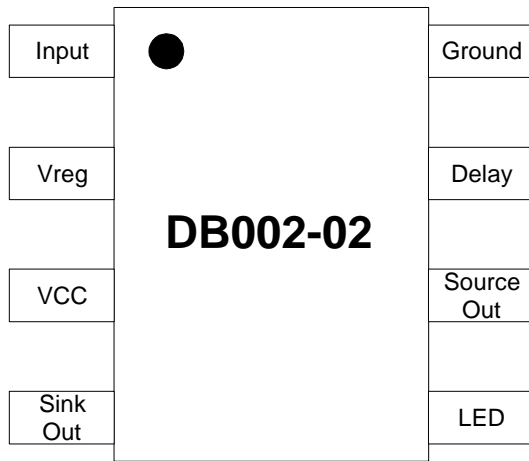 Input
Ground
Vreg
Delay
DB002-02
VCC
Source
Out
Sink
Out
LED